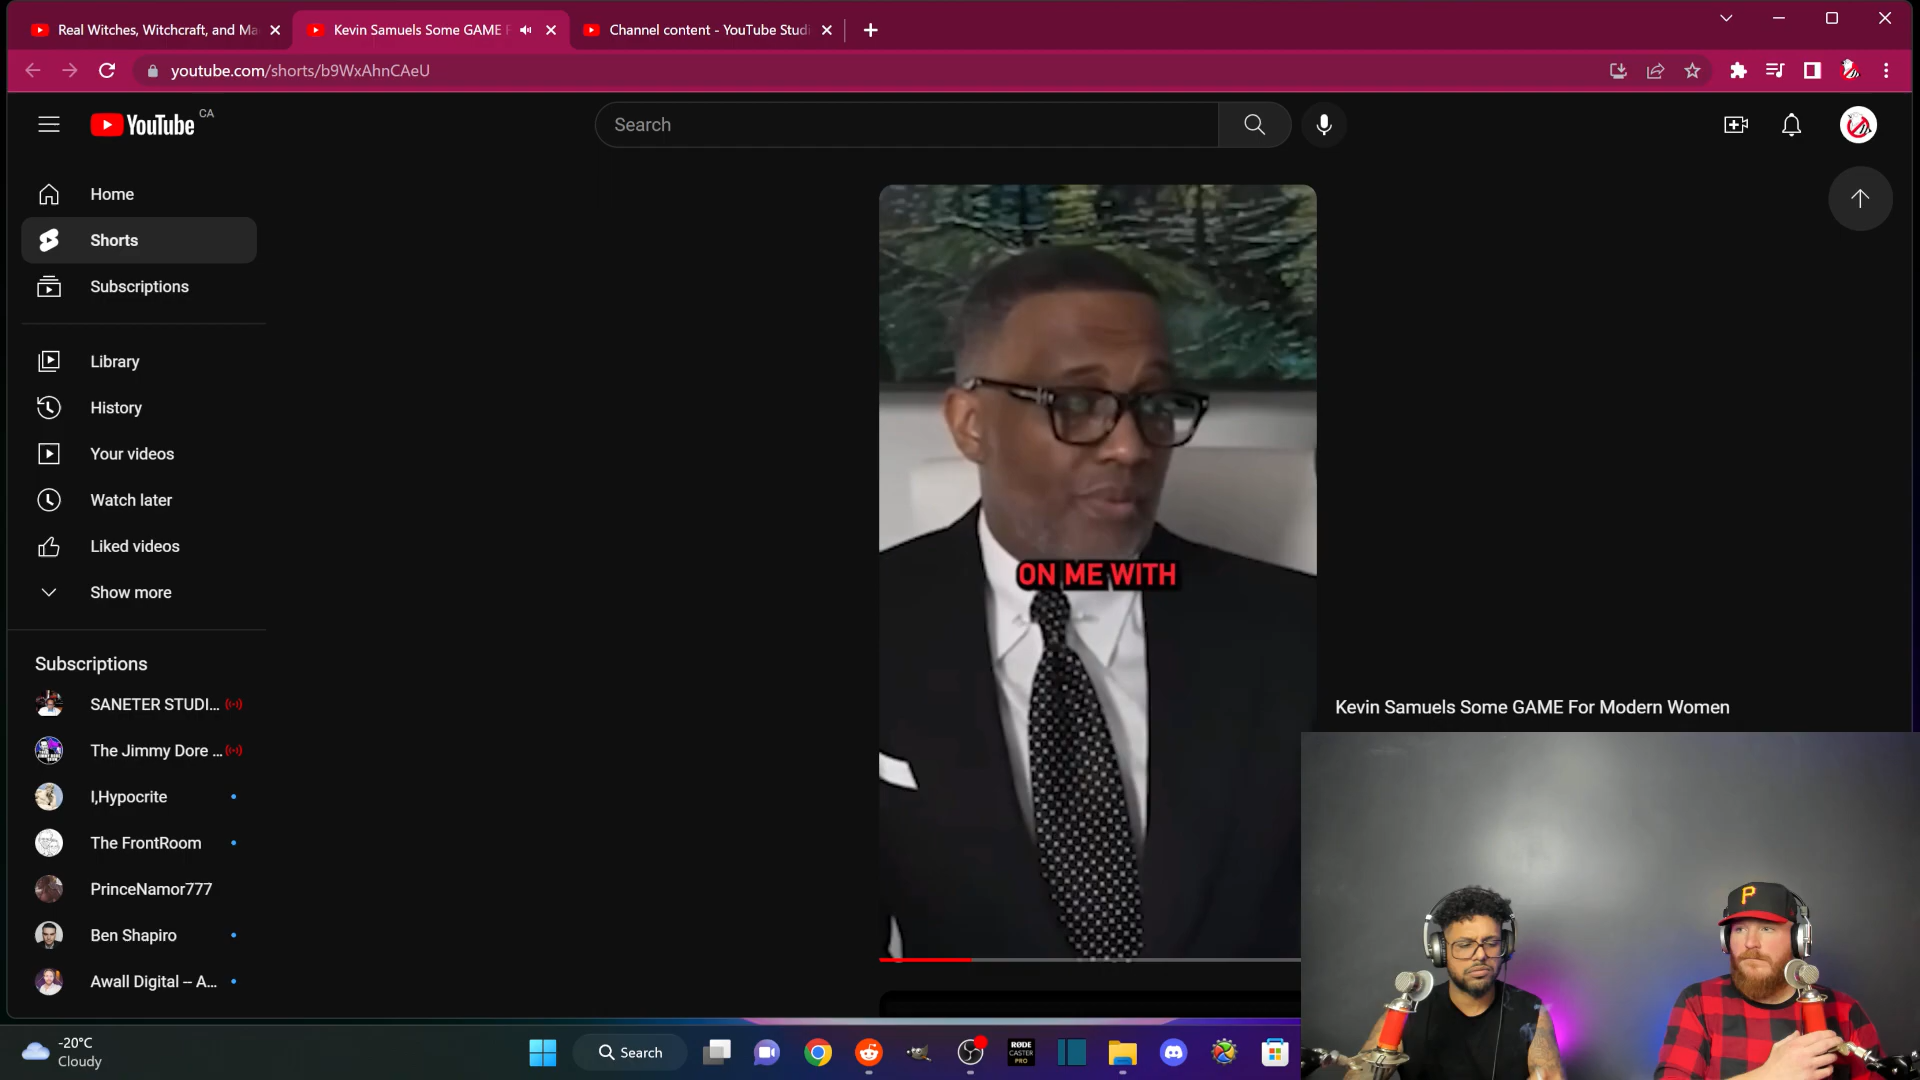 Real Witches, Witchcraft, and Ma
Kevin Samuels Some GAME F
Channel content - YouTube Studi
youtube.com/shorts/b9WxAhnCAeU
YouTube CA
Search
Home
Shorts
Subscriptions
Library
History
Your videos
Watch later
Liked videos
Show more
Subscriptions
SANETER STUDI...
The Jimmy Dore ...
I,Hypocrite
The FrontRoom
PrinceNamor777
Ben Shapiro
Awall Digital -- A...
ON ME WITH
Kevin Samuels Some GAME For Modern Women
P
-20°C
Cloudy
Search
RØDE
CASTER
PRO